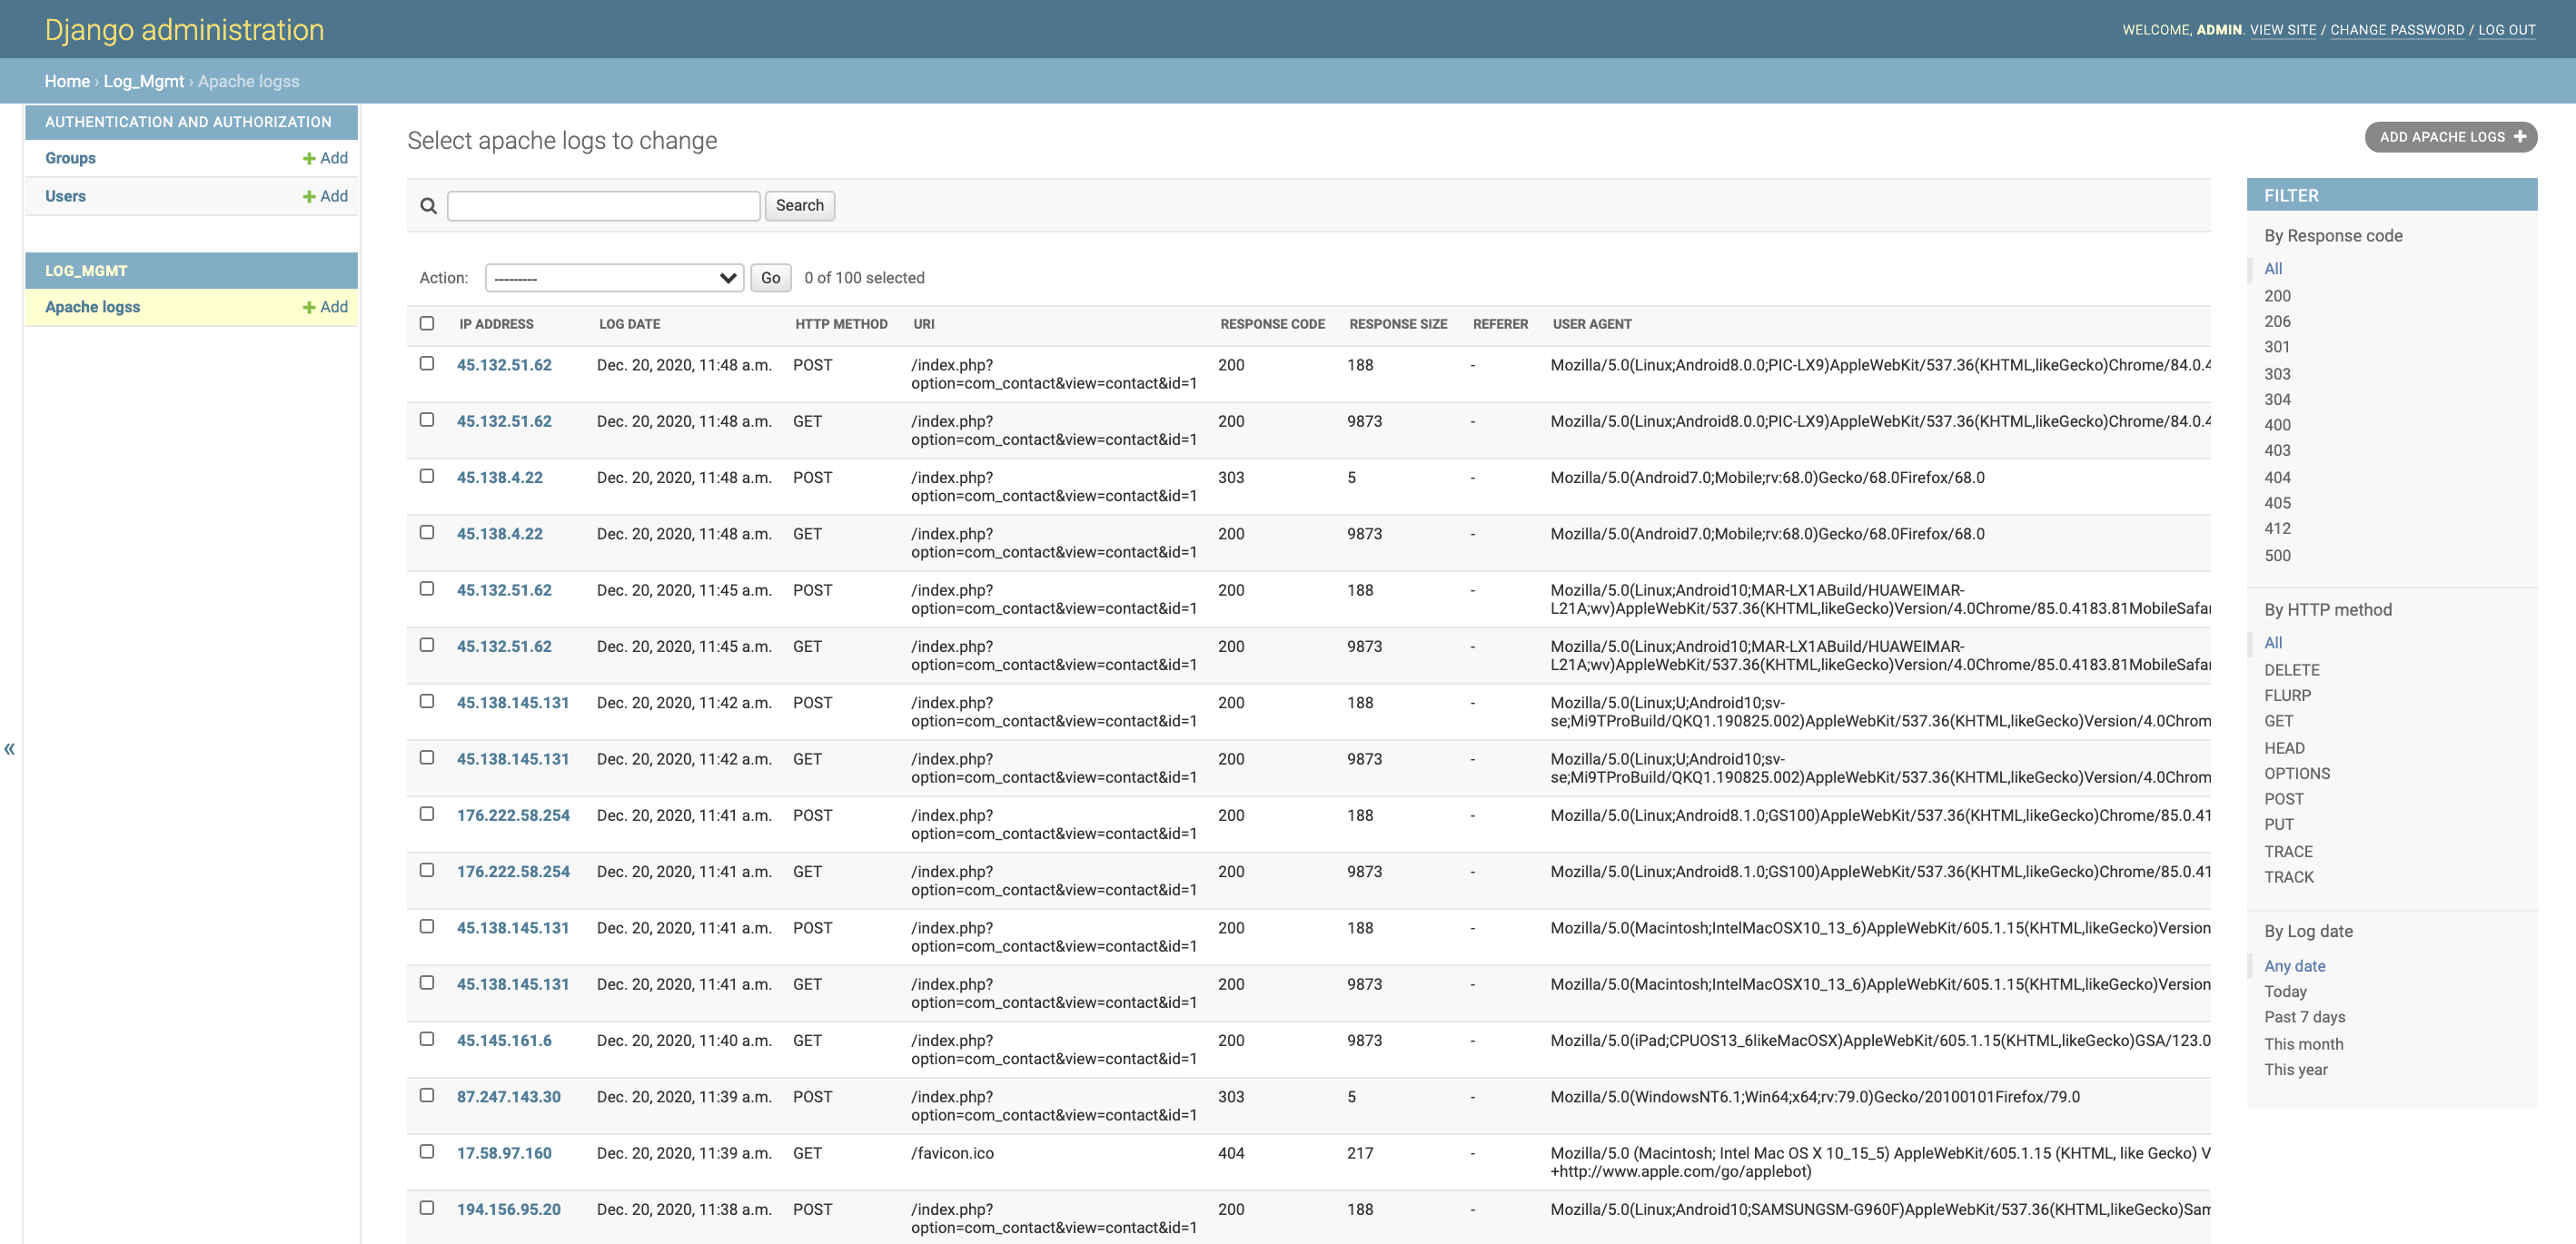 Django administration
WELCOME, ADMIN. VIEW SITE / CHANGE PASSWORD / LOG OUT
Home › Log_Mgmt › Apache logss
AUTHENTICATION AND AUTHORIZATION
Groups + Add
Users + Add
LOG_MGMT
Apache logss + Add
«
Select apache logs to change
ADD APACHE LOGS +
Search
Action: --------- Go 0 of 100 selected
IP ADDRESS LOG DATE HTTP METHOD URI RESPONSE CODE RESPONSE SIZE REFERER USER AGENT
45.132.51.62 Dec. 20, 2020, 11:48 a.m. POST /index.php? 200 188 - Mozilla/5.0(Linux;Android8.0.0;PIC-LX9)AppleWebKit/537.36(KHTML,likeGecko)Chrome/84.0.4
option=com_contact&view=contact&id=1
45.132.51.62 Dec. 20, 2020, 11:48 a.m. GET /index.php? 200 9873 - Mozilla/5.0(Linux;Android8.0.0;PIC-LX9)AppleWebKit/537.36(KHTML,likeGecko)Chrome/84.0.4
option=com_contact&view=contact&id=1
45.138.4.22 Dec. 20, 2020, 11:48 a.m. POST /index.php? 303 5 - Mozilla/5.0(Android7.0;Mobile;rv:68.0)Gecko/68.0Firefox/68.0
option=com_contact&view=contact&id=1
45.138.4.22 Dec. 20, 2020, 11:48 a.m. GET /index.php? 200 9873 - Mozilla/5.0(Android7.0;Mobile;rv:68.0)Gecko/68.0Firefox/68.0
option=com_contact&view=contact&id=1
45.132.51.62 Dec. 20, 2020, 11:45 a.m. POST /index.php? 200 188 - Mozilla/5.0(Linux;Android10;MAR-LX1ABuild/HUAWEIMAR-
option=com_contact&view=contact&id=1 L21A;wv)AppleWebKit/537.36(KHTML,likeGecko)Version/4.0Chrome/85.0.4183.81MobileSafar
45.132.51.62 Dec. 20, 2020, 11:45 a.m. GET /index.php? 200 9873 - Mozilla/5.0(Linux;Android10;MAR-LX1ABuild/HUAWEIMAR-
option=com_contact&view=contact&id=1 L21A;wv)AppleWebKit/537.36(KHTML,likeGecko)Version/4.0Chrome/85.0.4183.81MobileSafar
45.138.145.131 Dec. 20, 2020, 11:42 a.m. POST /index.php? 200 188 - Mozilla/5.0(Linux;U;Android10;sv-
option=com_contact&view=contact&id=1 se;Mi9TProBuild/QKQ1.190825.002)AppleWebKit/537.36(KHTML,likeGecko)Version/4.0Chrom
45.138.145.131 Dec. 20, 2020, 11:42 a.m. GET /index.php? 200 9873 - Mozilla/5.0(Linux;U;Android10;sv-
option=com_contact&view=contact&id=1 se;Mi9TProBuild/QKQ1.190825.002)AppleWebKit/537.36(KHTML,likeGecko)Version/4.0Chrom
176.222.58.254 Dec. 20, 2020, 11:41 a.m. POST /index.php? 200 188 - Mozilla/5.0(Linux;Android8.1.0;GS100)AppleWebKit/537.36(KHTML,likeGecko)Chrome/85.0.41
option=com_contact&view=contact&id=1
176.222.58.254 Dec. 20, 2020, 11:41 a.m. GET /index.php? 200 9873 - Mozilla/5.0(Linux;Android8.1.0;GS100)AppleWebKit/537.36(KHTML,likeGecko)Chrome/85.0.41
option=com_contact&view=contact&id=1
45.138.145.131 Dec. 20, 2020, 11:41 a.m. POST /index.php? 200 188 - Mozilla/5.0(Macintosh;IntelMacOSX10_13_6)AppleWebKit/605.1.15(KHTML,likeGecko)Version
option=com_contact&view=contact&id=1
45.138.145.131 Dec. 20, 2020, 11:41 a.m. GET /index.php? 200 9873 - Mozilla/5.0(Macintosh;IntelMacOSX10_13_6)AppleWebKit/605.1.15(KHTML,likeGecko)Version
option=com_contact&view=contact&id=1
45.145.161.6 Dec. 20, 2020, 11:40 a.m. GET /index.php? 200 9873 - Mozilla/5.0(iPad;CPUOS13_6likeMacOSX)AppleWebKit/605.1.15(KHTML,likeGecko)GSA/123.0
option=com_contact&view=contact&id=1
87.247.143.30 Dec. 20, 2020, 11:39 a.m. POST /index.php? 303 5 - Mozilla/5.0(WindowsNT6.1;Win64;x64;rv:79.0)Gecko/20100101Firefox/79.0
option=com_contact&view=contact&id=1
17.58.97.160 Dec. 20, 2020, 11:39 a.m. GET /favicon.ico 404 217 - Mozilla/5.0 (Macintosh; Intel Mac OS X 10_15_5) AppleWebKit/605.1.15 (KHTML, like Gecko) V
+http://www.apple.com/go/applebot)
194.156.95.20 Dec. 20, 2020, 11:38 a.m. POST /index.php? 200 188 - Mozilla/5.0(Linux;Android10;SAMSUNGSM-G960F)AppleWebKit/537.36(KHTML,likeGecko)Sam
option=com_contact&view=contact&id=1
FILTER
By Response code
All
200
206
301
303
304
400
403
404
405
412
500
By HTTP method
All
DELETE
FLURP
GET
HEAD
OPTIONS
POST
PUT
TRACE
TRACK
By Log date
Any date
Today
Past 7 days
This month
This year